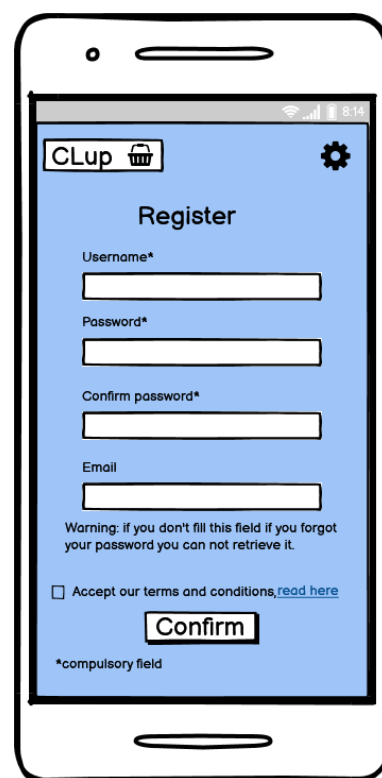 8:14
CLup
Register
Username*
Password*
Confirm password*
Email
Warning: if you don't fill this field if you forgot
your password you can not retrieve it.
Accept our terms and conditions,read here
Confirm
*compulsory field